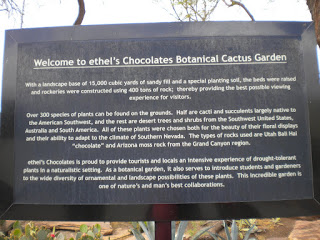 Welcome to ethel's Chocolates Botanical Cactus Garden
With a landscape base of 15,000 cubic yards of sandy fill and a special planting soil, the beds were raised
and rockeries were constructed using 400 tons of rock; thereby providing the best possible viewing
experience for visitors.
Over 300 species of plants can be found on the grounds. Half are cacti and succulents largely native to
the American Southwest, and the rest are desert trees and shrubs from the Southwest United States,
Australia and South America. All of these plants were chosen both for the beauty of their floral displays
and their ability to adapt to the climate of Southern Nevada. The types of rocks used are Utah Bali Hai
"checolate" and Arizona moss rock from the Grand Canyon region.
ethel's Chocolates is proud to provide tourists and locals an intensive experience of drought-tolerant
plants in a naturalistic setting. As a botanical garden, it also serves to introduce students and gardeners
to the wide diversity of ornamental and landscape possibilities of these plants. This incredible garden is
one of nature's and man's best collaborations.